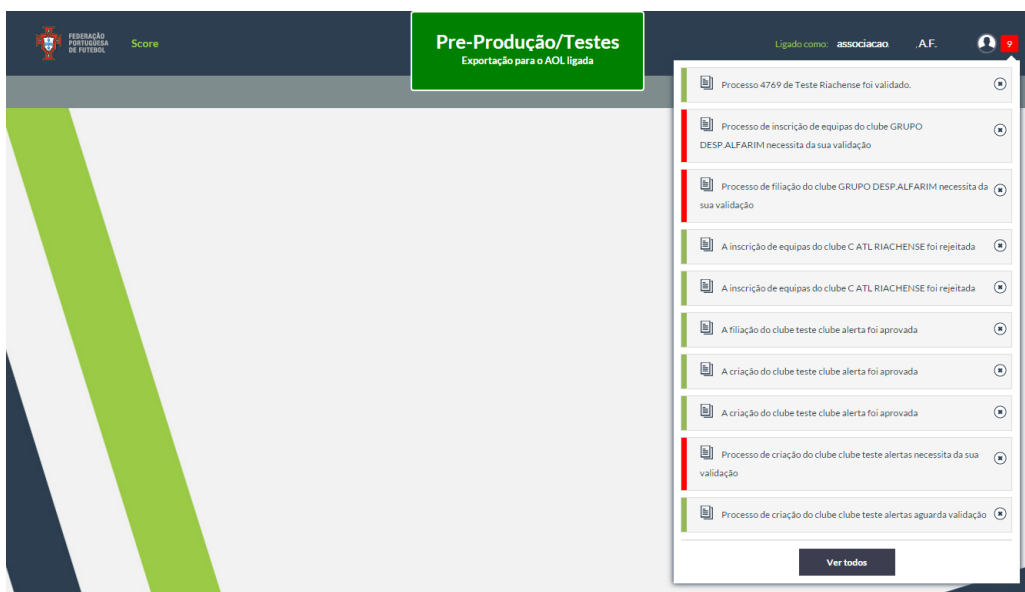 FEDERAÇÃO
PORTUGUESA
DE FUTEBOL
Score
Pre-Produção/Testes
Exportação para o AOL ligada
Ligado como: associacao .A.F.
9
Processo 4769 de Teste Riachense foi validado.
Processo de inscrição de equipas do clube GRUPO
DESP.ALFARIM necessita da sua validação
Processo de filiação do clube GRUPO DESP.ALFARIM necessita da
sua validação
A inscrição de equipas do clube C ATL RIACHENSE foi rejeitada
A inscrição de equipas do clube C ATL RIACHENSE foi rejeitada
A filiação do clube teste clube alerta foi aprovada
A criação do clube teste clube alerta foi aprovada
A criação do clube teste clube alerta foi aprovada
Processo de criação do clube clube teste alertas necessita da sua
validação
Processo de criação do clube clube teste alertas aguarda validação
Ver todos